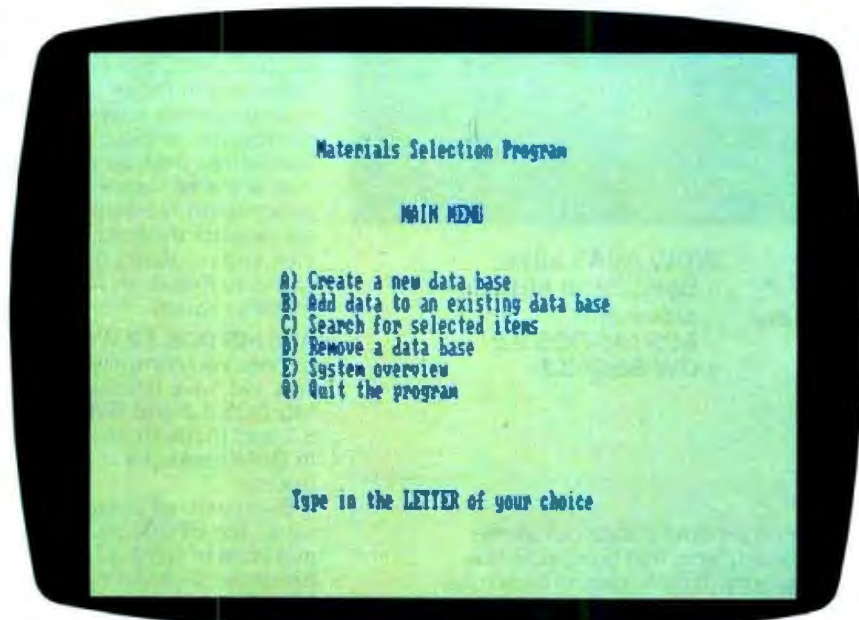 Materials Selection Program
MAIN MENU
A) Create a new data base
B) Add data to an existing data base
C) Search for selected items
D) Remove a data base
E) System overview
Q) Quit the program
Type in the LETTER of your choice